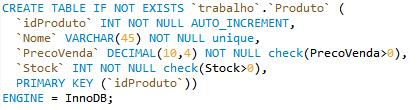 CREATE TABLE IF NOT EXISTS `trabalho`.`Produto` (
`idProduto` INT NOT NULL AUTO_INCREMENT,
`Nome` VARCHAR(45) NOT NULL unique,
`PrecoVenda` DECIMAL(10,4) NOT NULL check(PrecoVenda>0),
`Stock` INT NOT NULL check(Stock>0),
PRIMARY KEY (`idProduto`))
ENGINE = InnoDB;